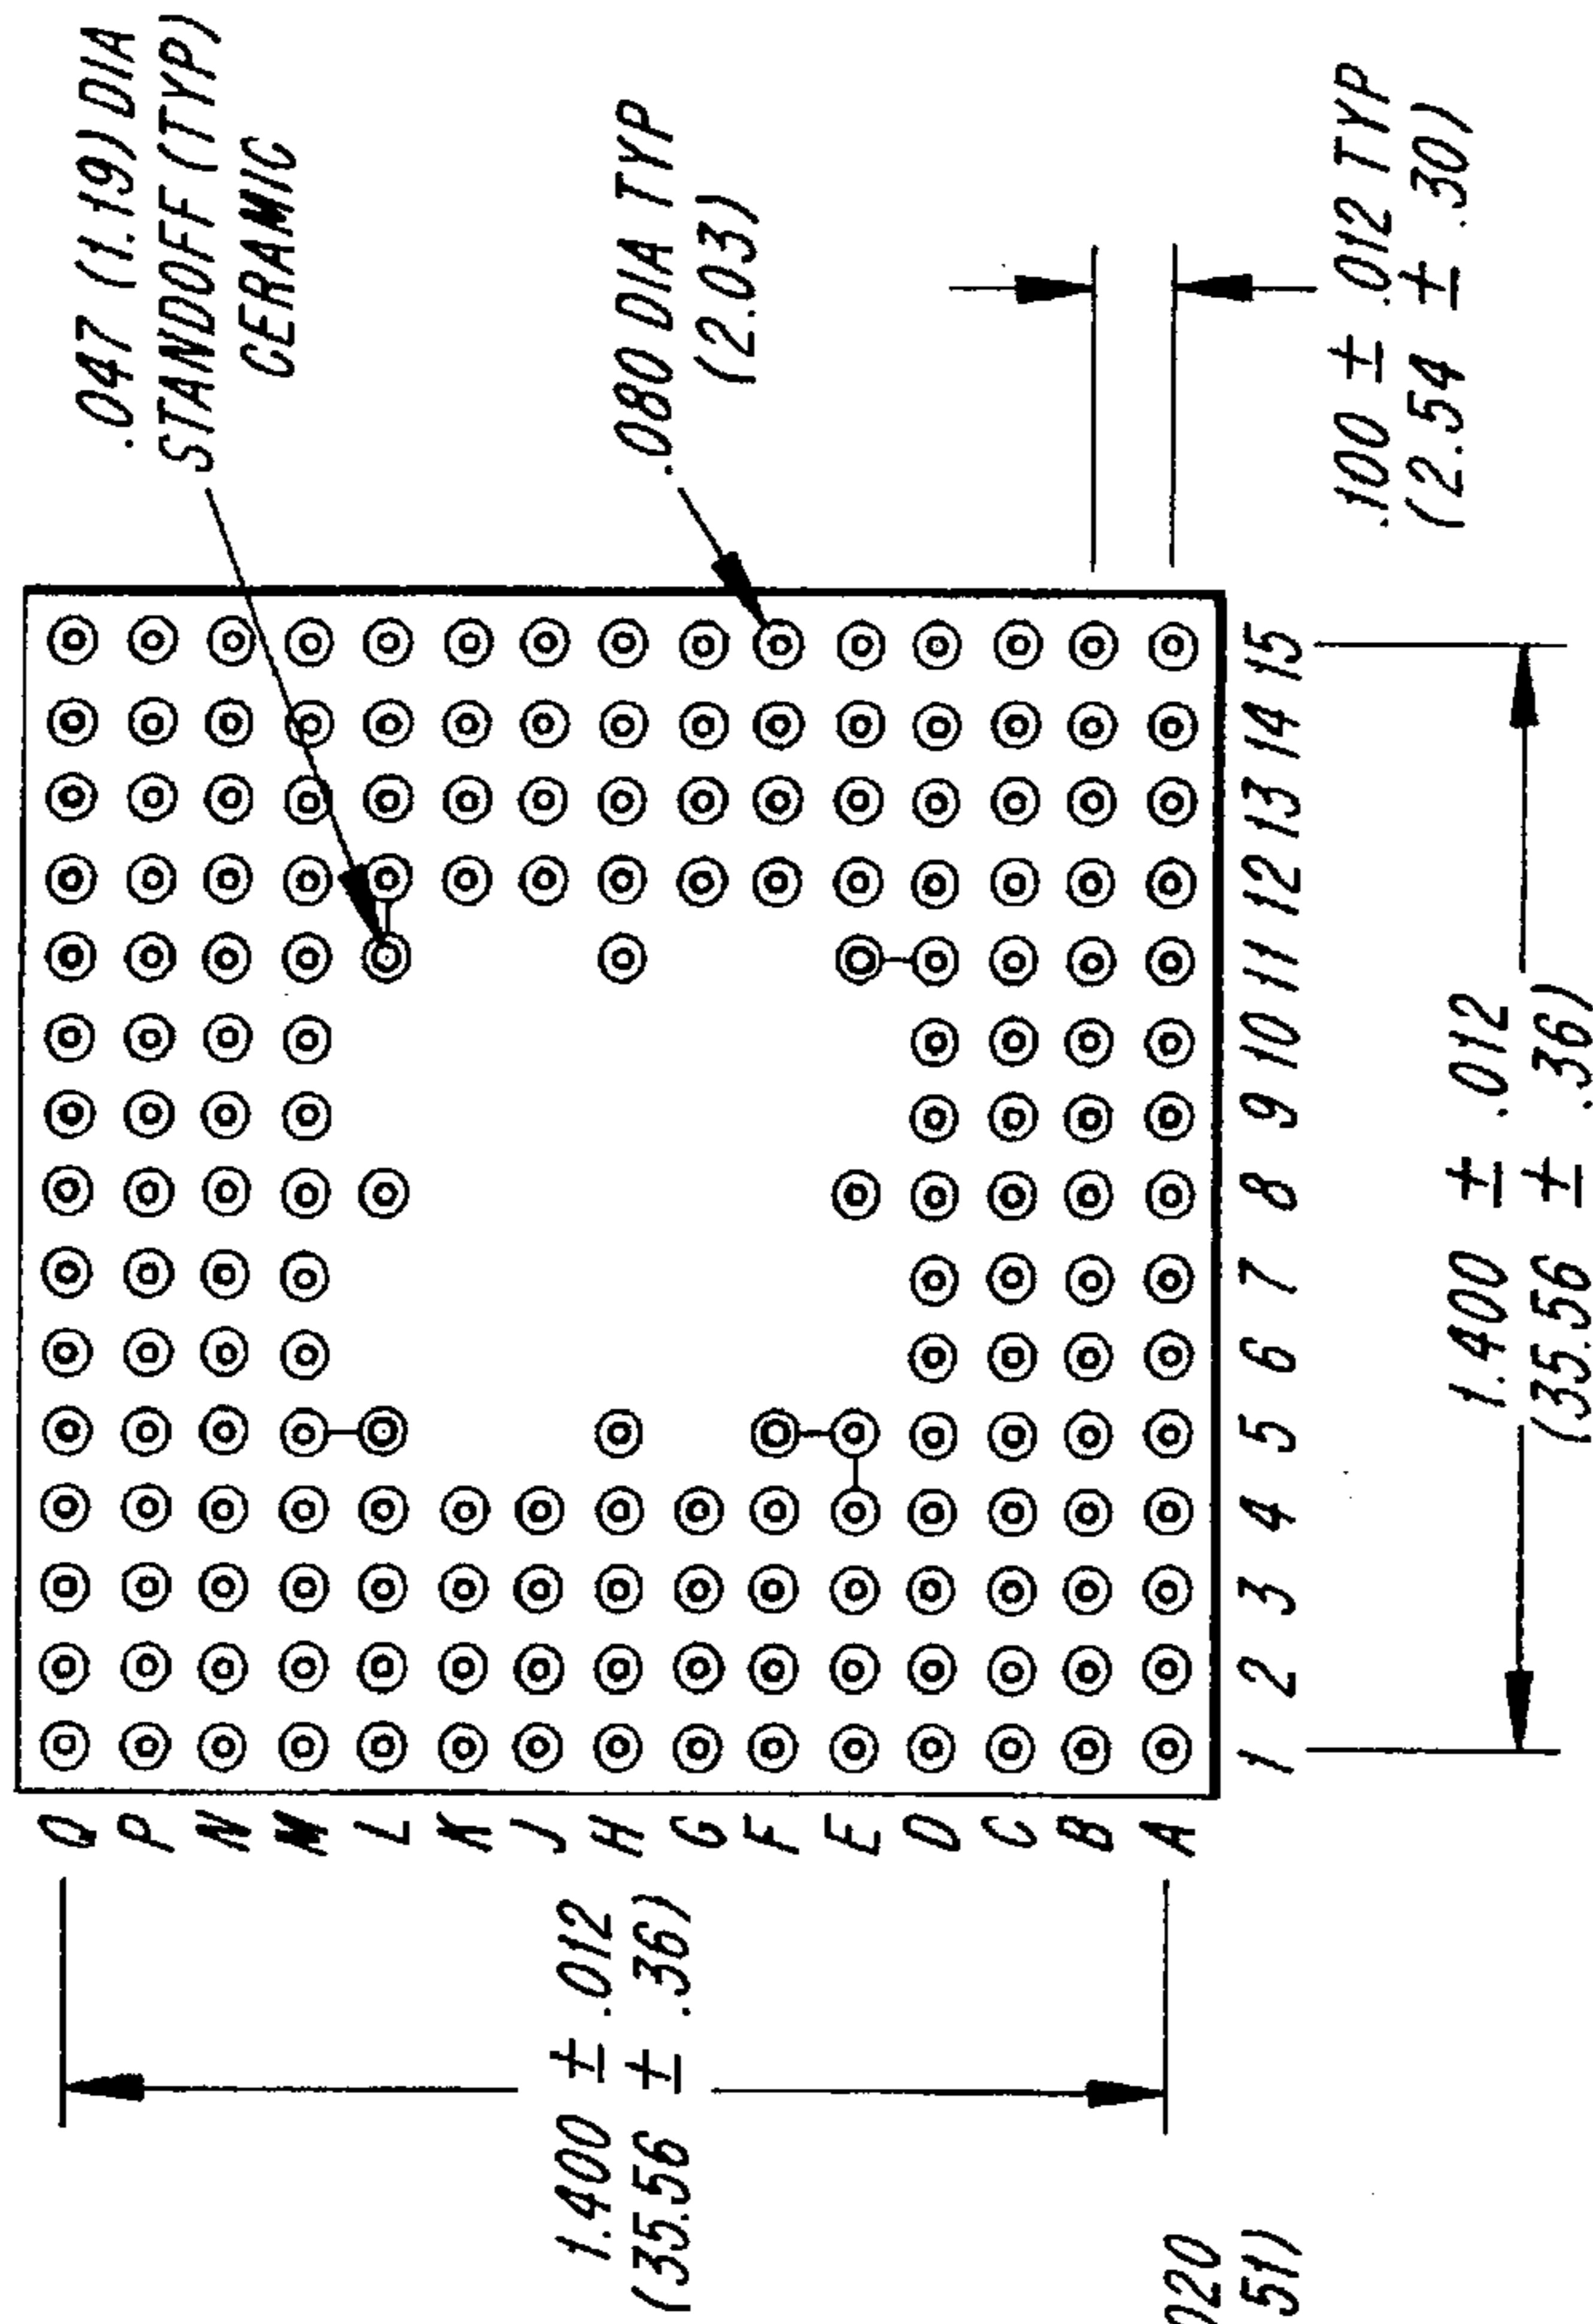 .047 (1.19) DIA
STANDOFF (TYP)
CERAMIC
.080 DIA TYP
(2.03)
.100 ± .012 TYP
(2.54 ± .30)
Q
P
N
M
L
K
J
H
G
F
E
D
C
B
A
1 2 3 4 5 6 7 8 9 10 11 12 13 14 15
1.400 ± .012
(35.56 ± .36)
1.400 ± .012
(35.56 ± .36)
020
51)